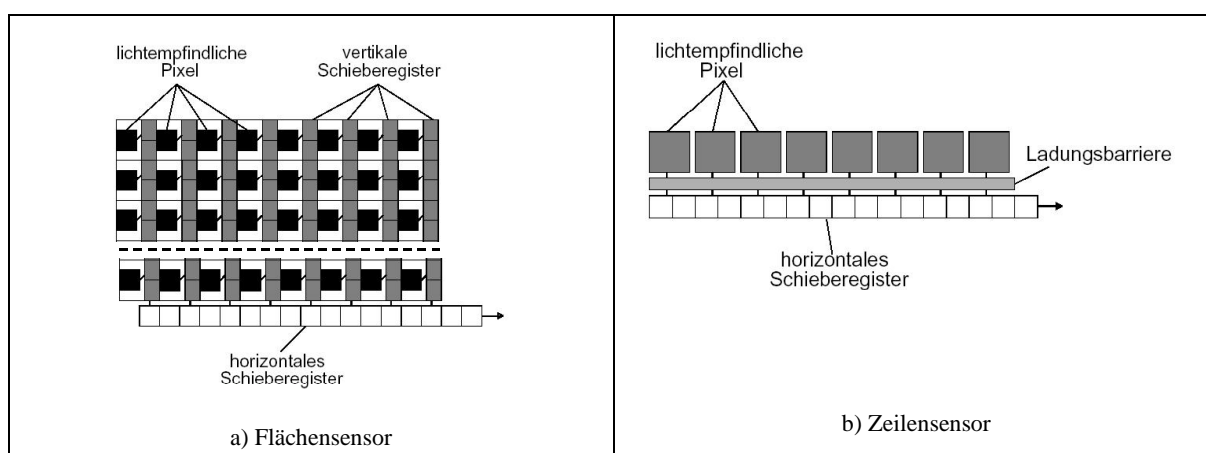 lichtempfindliche
Pixel
vertikale
Schieberegister
horizontales
Schieberegister
a) Flächensensor
lichtempfindliche
Pixel
Ladungsbarriere
horizontales
Schieberegister
b) Zeilensensor